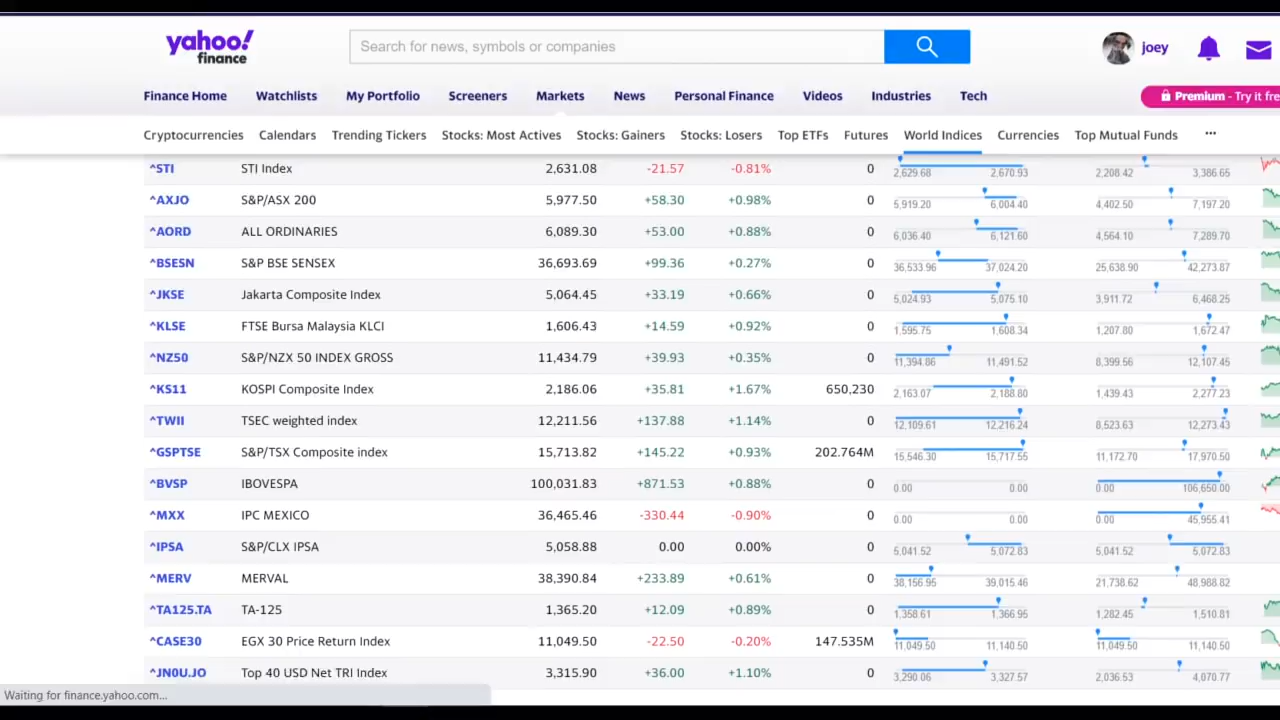 yahoo!
finance
Search for news, symbols or companies
joey
Finance Home Watchlists My Portfolio Screeners Markets News Personal Finance Videos Industries Tech
Premium - Try it fre
Cryptocurrencies Calendars Trending Tickers Stocks: Most Actives Stocks: Gainers Stocks: Losers Top ETFs Futures World Indices Currencies Top Mutual Funds ...
^STI STI Index 2,631.08 -21.57 -0.81% 0 2,629.68 2,670.93 2,208.42 3,386.65
^AXJO S&P/ASX 200 5,977.50 +58.30 +0.98% 0 5,919.20 6,004.40 4,402.50 7,197.20
^AORD ALL ORDINARIES 6,089.30 +53.00 +0.88% 0 6,036.40 6,121.60 4,564.10 7,289.70
^BSESN S&P BSE SENSEX 36,693.69 +99.36 +0.27% 0 36,533.96 37,024.20 25,638.90 42,273.87
^JKSE Jakarta Composite Index 5,064.45 +33.19 +0.66% 0 5,024.93 5,075.10 3,911.72 6,468.25
^KLSE FTSE Bursa Malaysia KLCI 1,606.43 +14.59 +0.92% 0 1,595.75 1,608.34 1,207.80 1,672.47
^NZ50 S&P/NZX 50 INDEX GROSS 11,434.79 +39.93 +0.35% 0 11,394.86 11,491.52 8,399.56 12,107.45
^KS11 KOSPI Composite Index 2,186.06 +35.81 +1.67% 650,230 2,163.07 2,188.80 1,439.43 2,277.23
^TWII TSEC weighted index 12,211.56 +137.88 +1.14% 0 12,109.61 12,216.24 8,523.63 12,273.43
^GSPTSE S&P/TSX Composite index 15,713.82 +145.22 +0.93% 202.764M 15,546.30 15,717.55 11,172.70 17,970.50
^BVSP IBOVESPA 100,031.83 +871.53 +0.88% 0 0.00 0.00 0.00 106,650.00
^MXX IPC MEXICO 36,465.46 -330.44 -0.90% 0 0.00 0.00 0.00 45,955.41
^IPSA S&P/CLX IPSA 5,058.88 0.00 0.00% 0 5,041.52 5,072.83 5,041.52 5,072.83
^MERV MERVAL 38,390.84 +233.89 +0.61% 0 38,156.95 39,015.46 21,738.62 48,988.82
^TA125.TA TA-125 1,365.20 +12.09 +0.89% 0 1,358.61 1,366.95 1,282.45 1,510.81
^CASE30 EGX 30 Price Return Index 11,049.50 -22.50 -0.20% 147.535M 11,049.50 11,140.50 11,049.50 11,140.50
^JN0U.JO Top 40 USD Net TRI Index 3,315.90 +36.00 +1.10% 0 3,290.06 3,327.57 2,036.53 4,070.77
Waiting for finance.yahoo.com...